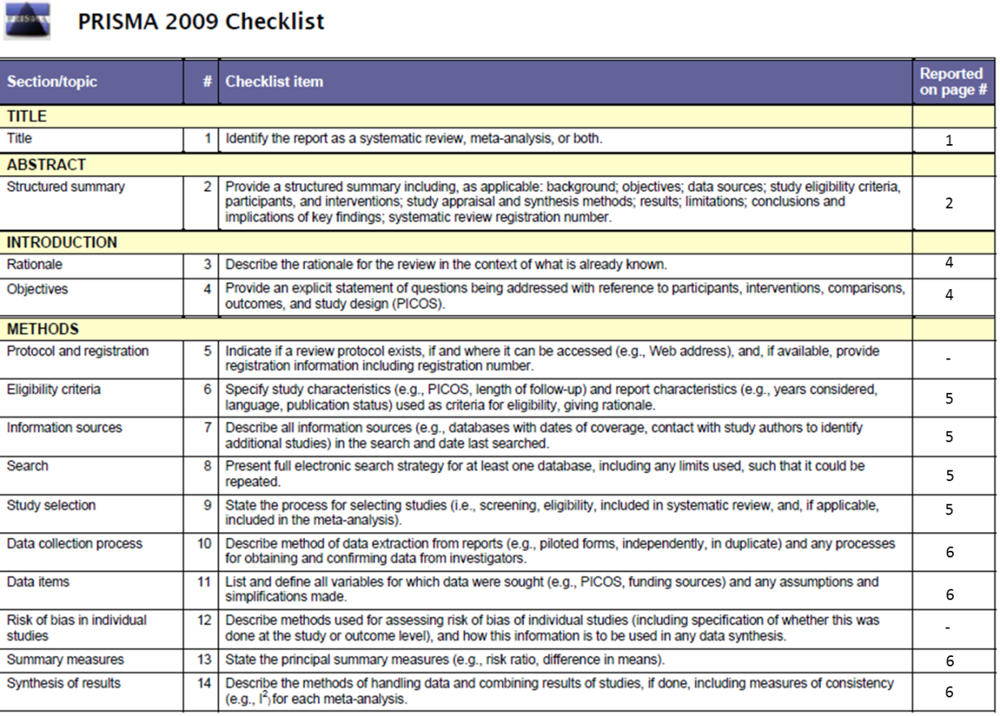 PRISMA 2009 Checklist
Section/topic # Checklist item Reported
on page #
TITLE
Title 1 Identify the report as a systematic review, meta-analysis, or both. 1
ABSTRACT
Structured summary 2 Provide a structured summary including, as applicable: background; objectives; data sources; study eligibility criteria,
participants, and interventions; study appraisal and synthesis methods; results; limitations; conclusions and
implications of key findings; systematic review registration number. 2
INTRODUCTION
Rationale 3 Describe the rationale for the review in the context of what is already known. 4
Objectives 4 Provide an explicit statement of questions being addressed with reference to participants, interventions, comparisons,
outcomes, and study design (PICOS). 4
METHODS
Protocol and registration 5 Indicate if a review protocol exists, if and where it can be accessed (e.g., Web address), and, if available, provide
registration information including registration number. -
Eligibility criteria 6 Specify study characteristics (e.g., PICOS, length of follow-up) and report characteristics (e.g., years considered,
language, publication status) used as criteria for eligibility, giving rationale. 5
Information sources 7 Describe all information sources (e.g., databases with dates of coverage, contact with study authors to identify
additional studies) in the search and date last searched. 5
Search 8 Present full electronic search strategy for at least one database, including any limits used, such that it could be
repeated. 5
Study selection 9 State the process for selecting studies (i.e., screening, eligibility, included in systematic review, and, if applicable,
included in the meta-analysis). 5
Data collection process 10 Describe method of data extraction from reports (e.g., piloted forms, independently, in duplicate) and any processes
for obtaining and confirming data from investigators. 6
Data items 11 List and define all variables for which data were sought (e.g., PICOS, funding sources) and any assumptions and
simplifications made. 6
Risk of bias in individual 12 Describe methods used for assessing risk of bias of individual studies (including specification of whether this was
studies done at the study or outcome level), and how this information is to be used in any data synthesis. -
Summary measures 13 State the principal summary measures (e.g., risk ratio, difference in means). 6
Synthesis of results 14 Describe the methods of handling data and combining results of studies, if done, including measures of consistency
(e.g., I²) for each meta-analysis. 6